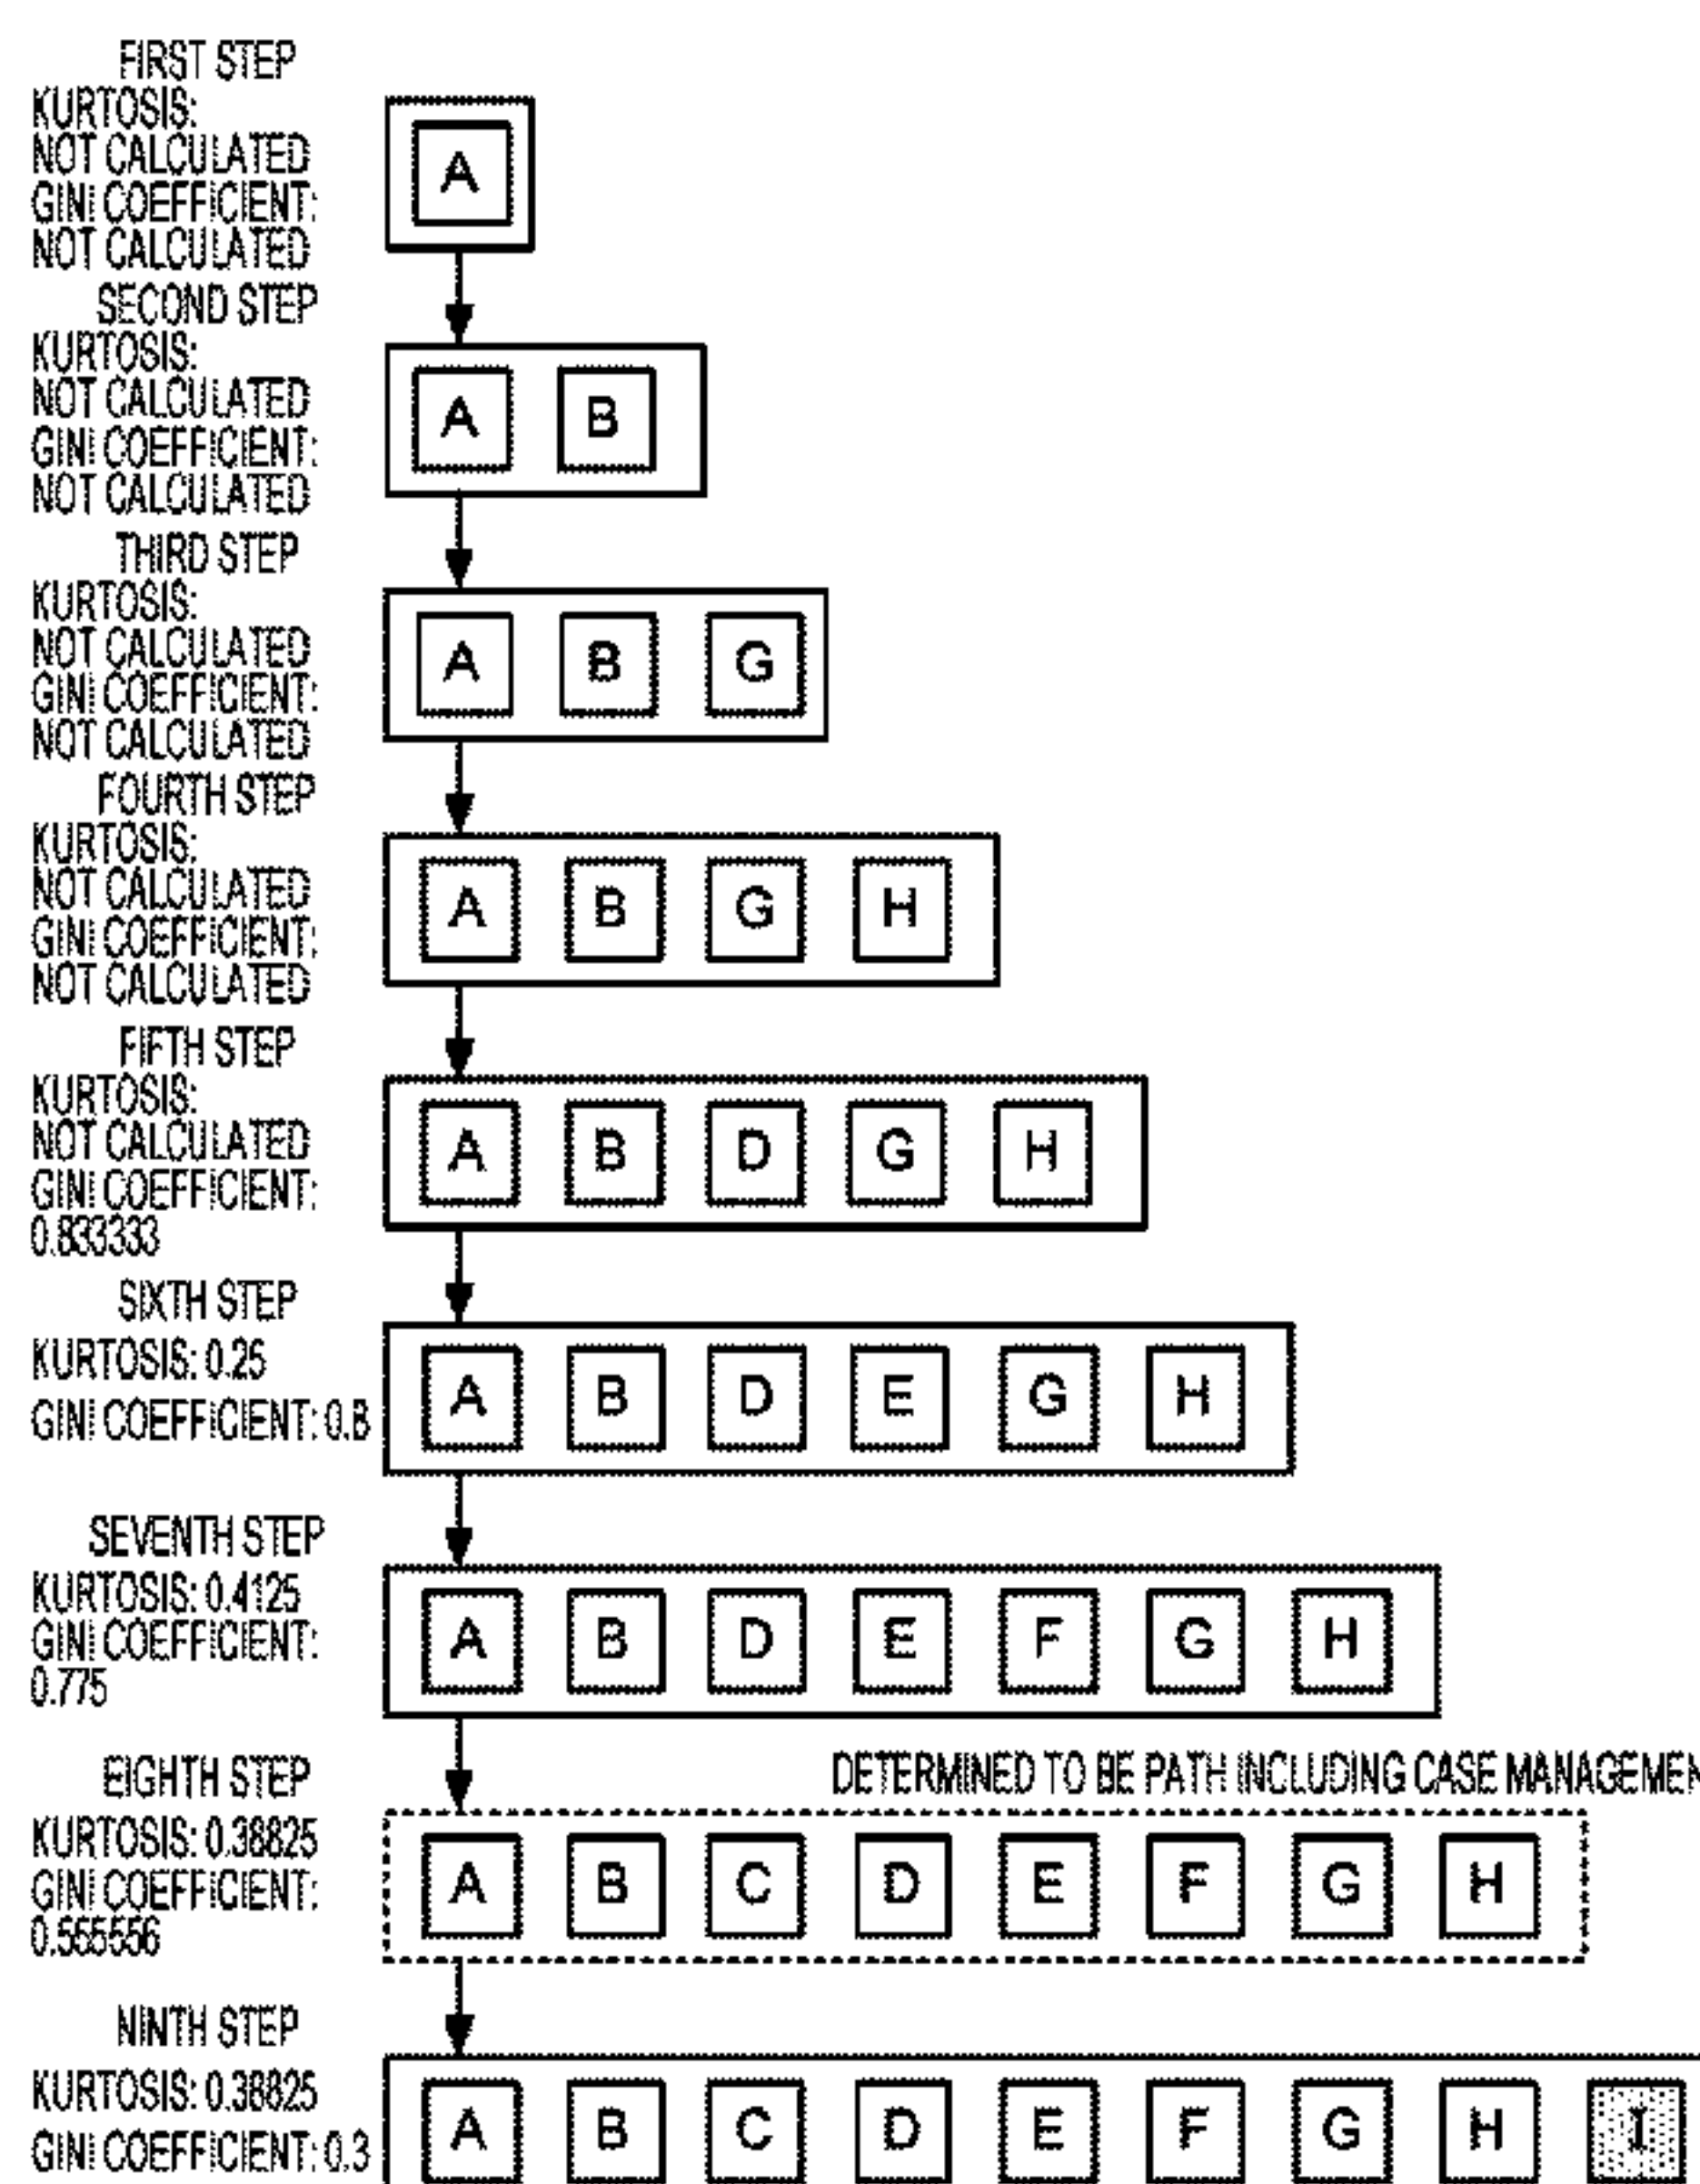 FIRST STEP
KURTOSIS:
NOT CALCULATED
GINI COEFFICIENT:
NOT CALCULATED
A
SECOND STEP
KURTOSIS:
NOT CALCULATED
GINI COEFFICIENT:
NOT CALCULATED
A B
THIRD STEP
KURTOSIS:
NOT CALCULATED
GINI COEFFICIENT:
NOT CALCULATED
A B G
FOURTH STEP
KURTOSIS:
NOT CALCULATED
GINI COEFFICIENT:
NOT CALCULATED
A B G H
FIFTH STEP
KURTOSIS:
NOT CALCULATED
GINI COEFFICIENT:
0.833333
A B D G H
SIXTH STEP
KURTOSIS: 0.25
GINI COEFFICIENT: 0.8
A B D E G H
SEVENTH STEP
KURTOSIS: 0.4125
GINI COEFFICIENT:
0.775
A B D E F G H
EIGHTH STEP
KURTOSIS: 0.38825
GINI COEFFICIENT:
0.555556
DETERMINED TO BE PATH INCLUDING CASE MANAGEMEN
A B C D E F G H
NINTH STEP
KURTOSIS: 0.38825
GINI COEFFICIENT: 0.3
A B C D E F G H I